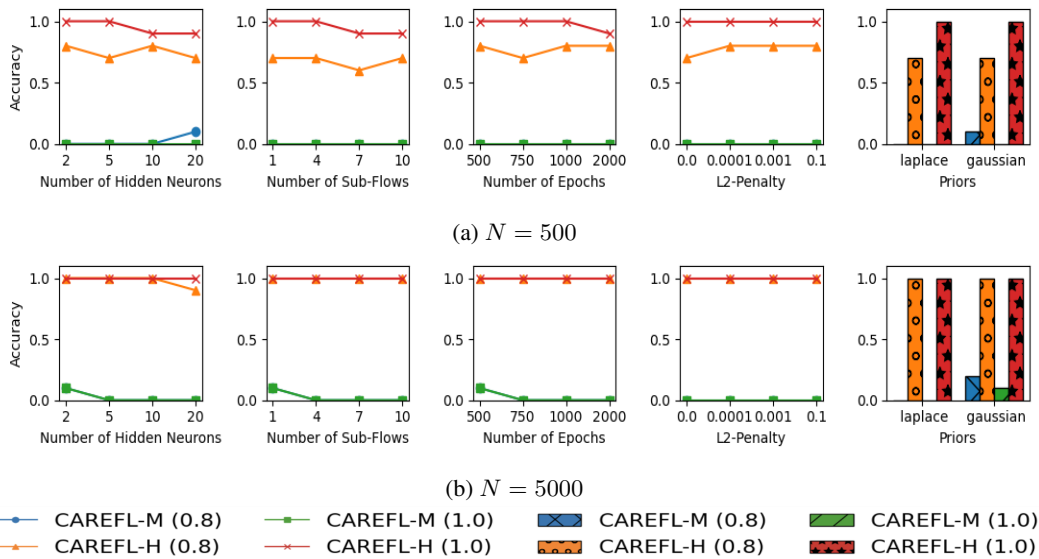 1.0
0.5
0.0
Accuracy
2 5 10 20
Number of Hidden Neurons
1.0
0.5
0.0
1 4 7 10
Number of Sub-Flows
1.0
0.5
0.0
500 750 1000 2000
Number of Epochs
1.0
0.5
0.0
0.0 0.0001 0.001 0.1
L2-Penalty
1.0
0.5
0.0
laplace gaussian
Priors
(a) N = 500
1.0
0.5
0.0
Accuracy
2 5 10 20
Number of Hidden Neurons
1.0
0.5
0.0
1 4 7 10
Number of Sub-Flows
1.0
0.5
0.0
500 750 1000 2000
Number of Epochs
1.0
0.5
0.0
0.0 0.0001 0.001 0.1
L2-Penalty
1.0
0.5
0.0
laplace gaussian
Priors
(b) N = 5000
CAREFL-M (0.8) CAREFL-M (1.0) CAREFL-M (0.8) CAREFL-M (1.0)
CAREFL-H (0.8) CAREFL-H (1.0) CAREFL-H (0.8) CAREFL-H (1.0)